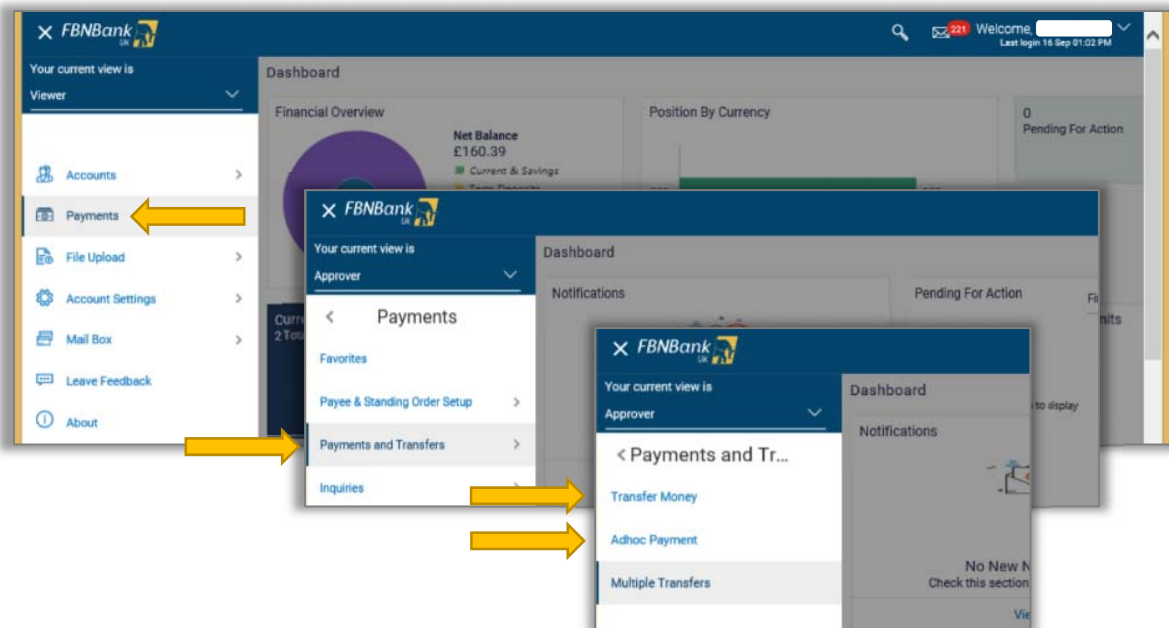 FBNBank
UK
221
Welcome,
Last login 16 Sep 01:02 PM
Your current view is
Viewer
Dashboard
Financial Overview
Net Balance
£160.39
Current & Savings
Term Deposits
Position By Currency
0
Pending For Action
Accounts
Payments
File Upload
Account Settings
Mail Box
Leave Feedback
About
2
FBNBank
UK
Your current view is
Approver
Payments
Favorites
Payee & Standing Order Setup
Payments and Transfers
Inquiries
Dashboard
Notifications
Pending For Action
to display
FBNBank
UK
Your current view is
Approver
Payments and Tr...
Transfer Money
Adhoc Payment
Multiple Transfers
Dashboard
Notifications
No New N
Check this section